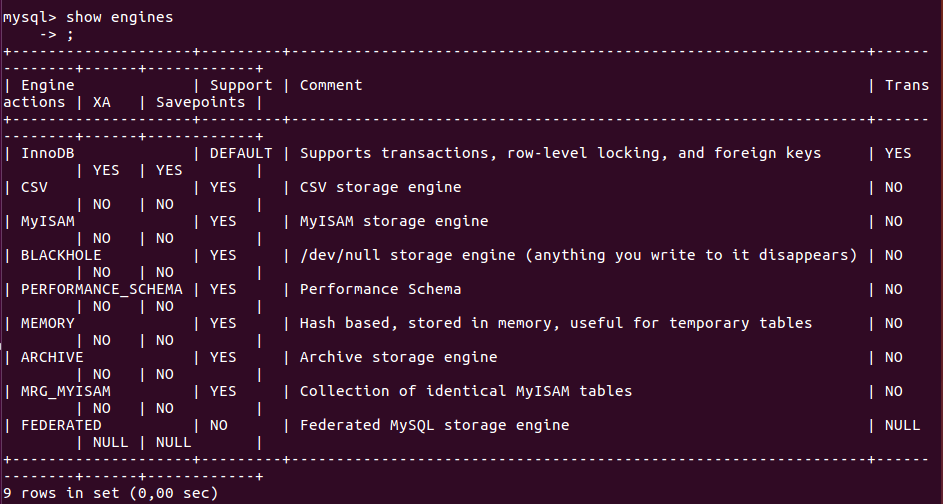 mysql> show engines
    -> ;
+--------------------+---------+----------------------------------------------------------------+------
--------+------+------------+
| Engine             | Support | Comment                                                        | Trans
actions | XA   | Savepoints |
+--------------------+---------+----------------------------------------------------------------+------
--------+------+------------+
| InnoDB             | DEFAULT | Supports transactions, row-level locking, and foreign keys     | YES
        | YES  | YES        |
| CSV                | YES     | CSV storage engine                                             | NO
        | NO   | NO         |
| MyISAM             | YES     | MyISAM storage engine                                          | NO
        | NO   | NO         |
| BLACKHOLE          | YES     | /dev/null storage engine (anything you write to it disappears) | NO
        | NO   | NO         |
| PERFORMANCE_SCHEMA | YES     | Performance Schema                                             | NO
        | NO   | NO         |
| MEMORY             | YES     | Hash based, stored in memory, useful for temporary tables      | NO
        | NO   | NO         |
| ARCHIVE            | YES     | Archive storage engine                                         | NO
        | NO   | NO         |
| MRG_MYISAM         | YES     | Collection of identical MyISAM tables                          | NO
        | NO   | NO         |
| FEDERATED          | NO      | Federated MySQL storage engine                                 | NULL
        | NULL | NULL       |
+--------------------+---------+----------------------------------------------------------------+------
--------+------+------------+
9 rows in set (0,00 sec)